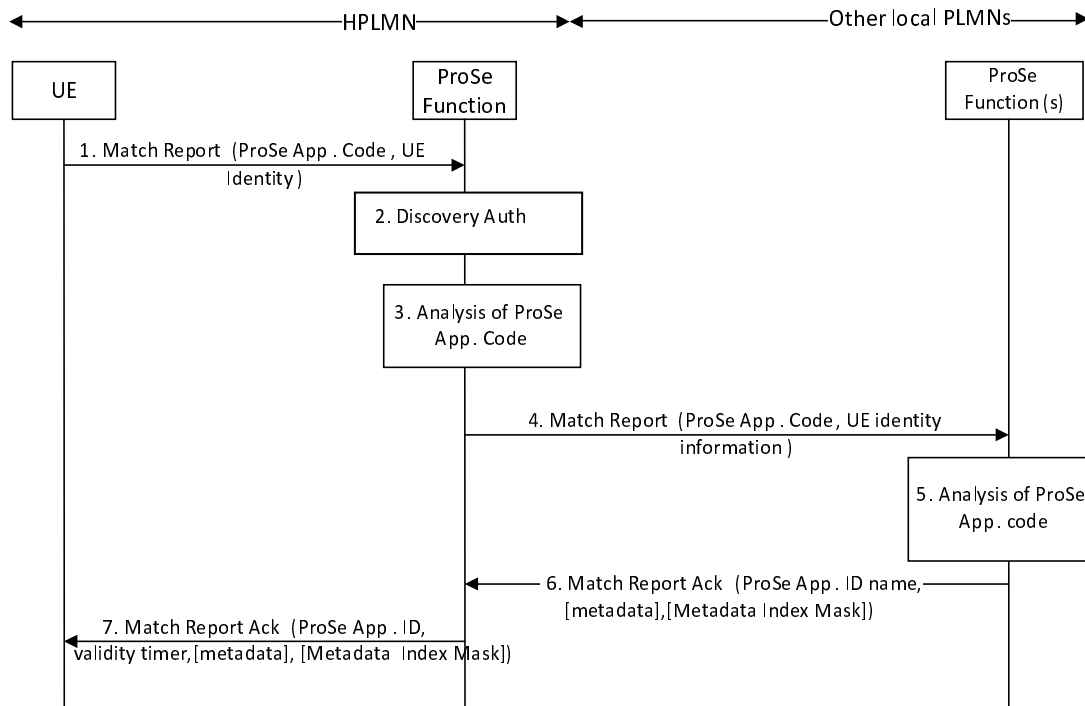 HPLMN
Other local PLMNs
UE
ProSe
Function
ProSe
Function (s)
1. Match Report (ProSe App . Code , UE
Identity )
2. Discovery Auth
3. Analysis of ProSe
App . Code
4. Match Report (ProSe App . Code , UE identity
information )
5. Analysis of ProSe
App . code
6. Match Report Ack (ProSe App . ID name,
[metadata],[Metadata Index Mask])
7. Match Report Ack (ProSe App . ID,
validity timer,[metadata], [Metadata Index Mask])